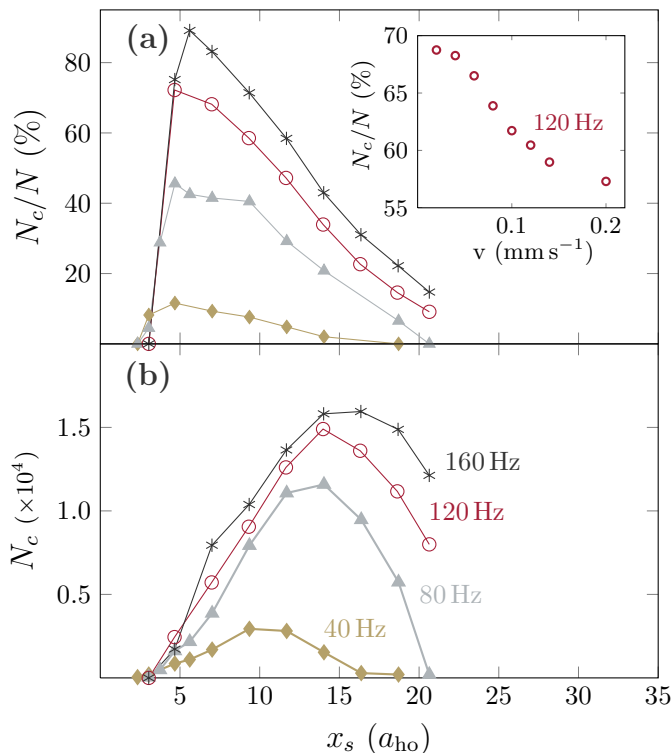 (a)
80
60
40
20
N_c/N (%)
70
65
60
55
N_c/N (%)
120 Hz
0.1
0.2
v (mm s⁻¹)
(b)
1.5
1.0
0.5
N_c (×10⁴)
160 Hz
120 Hz
80 Hz
40 Hz
5 10 15 20 25 30 35
x_s (a_ho)